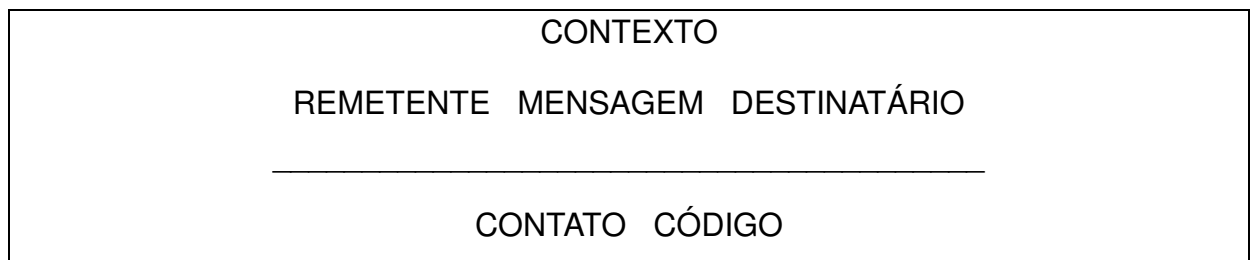 CONTEXTO
REMETENTE MENSAGEM DESTINATÁRIO
CONTATO CÓDIGO